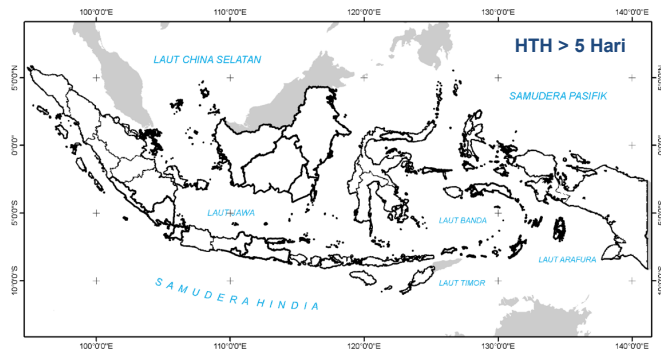 100°0'0"E 110°0'0"E 120°0'0"E 130°0'0"E 140°0'0"E
HTH > 5 Hari
LAUT CHINA SELATAN
5°0'0"N 5°0'0"N
SAMUDERA PASIFIK
0°0'0" 0°0'0"
LAUT JAWA
5°0'0"S 5°0'0"S
LAUT BANDA
LAUT ARAFURA
LAUT TIMOR
10°0'0"S 10°0'0"S
SAMUDERA HINDIA
100°0'0"E 110°0'0"E 120°0'0"E 130°0'0"E 140°0'0"E